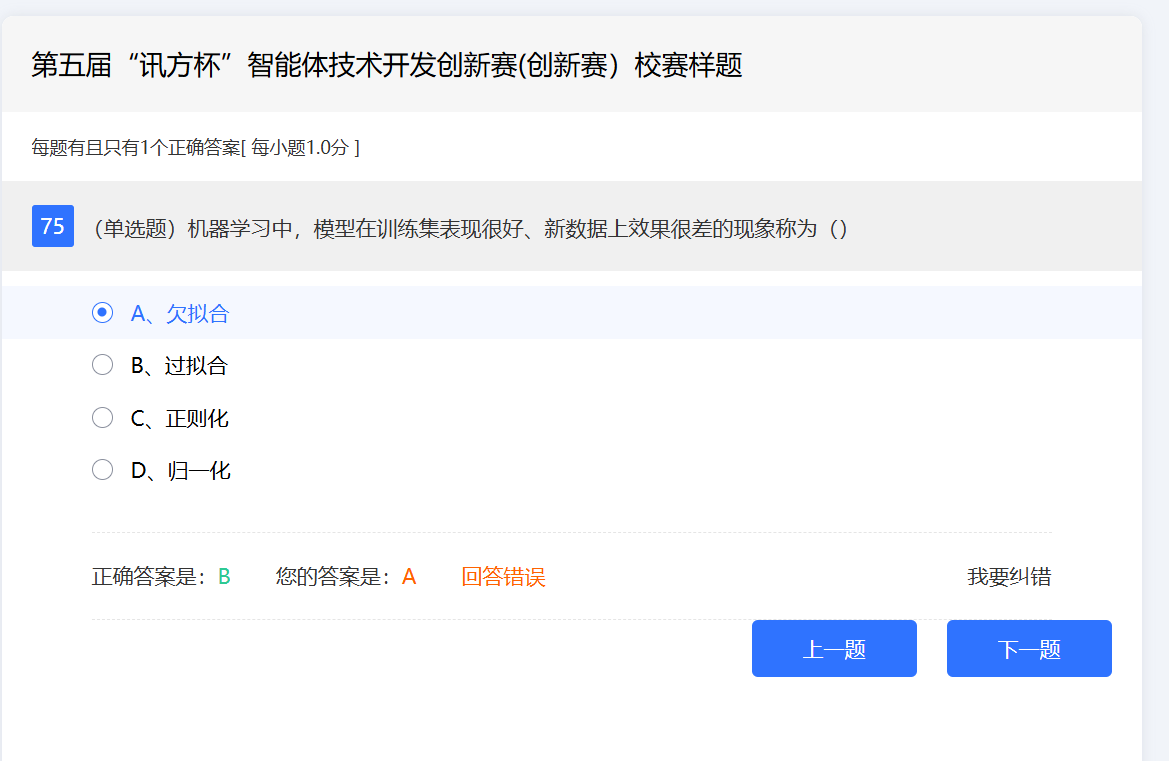 第五届“讯方杯”智能体技术开发创新赛(创新赛）校赛样题
每题有且只有1个正确答案[ 每小题1.0分 ]
75 （单选题）机器学习中，模型在训练集表现很好、新数据上效果很差的现象称为（）
A、欠拟合
B、过拟合
C、正则化
D、归一化
正确答案是：B 您的答案是：A 回答错误 我要纠错
上一题 下一题